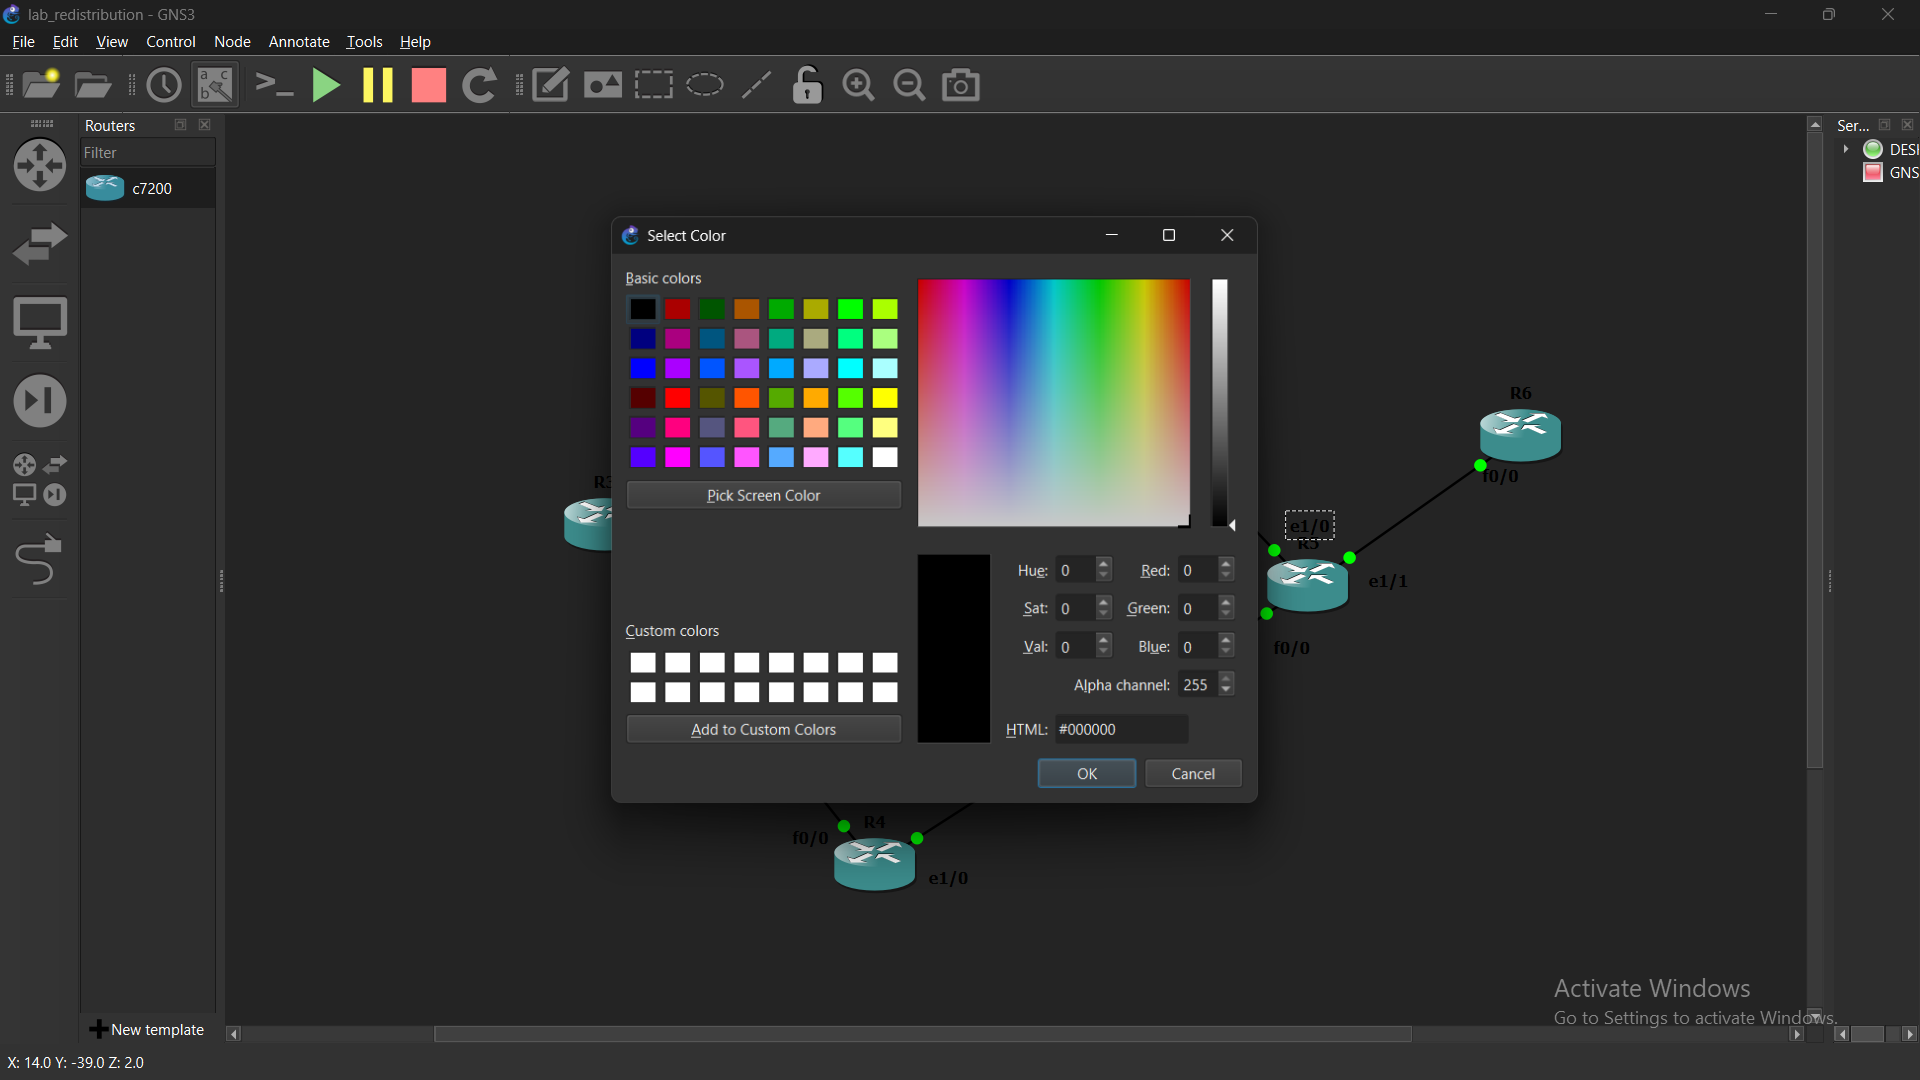 lab_redistribution - GNS3
File Edit View Control Node Annotate Tools Help
Routers
Filter
c7200
New template
X: 14.0 Y: -39.0 Z: 2.0
Select Color
Basic colors
Pick Screen Color
Custom colors
Add to Custom Colors
Hue: 0 Red: 0
Sat: 0 Green: 0
Val: 0 Blue: 0
Alpha channel: 255
HTML: #000000
OK Cancel
R3
R6
f0/0
e1/0
R5
e1/1
f0/0
R4
f0/0
e1/0
Ser...
DESH
GNS
Activate Windows
Go to Settings to activate Windows.